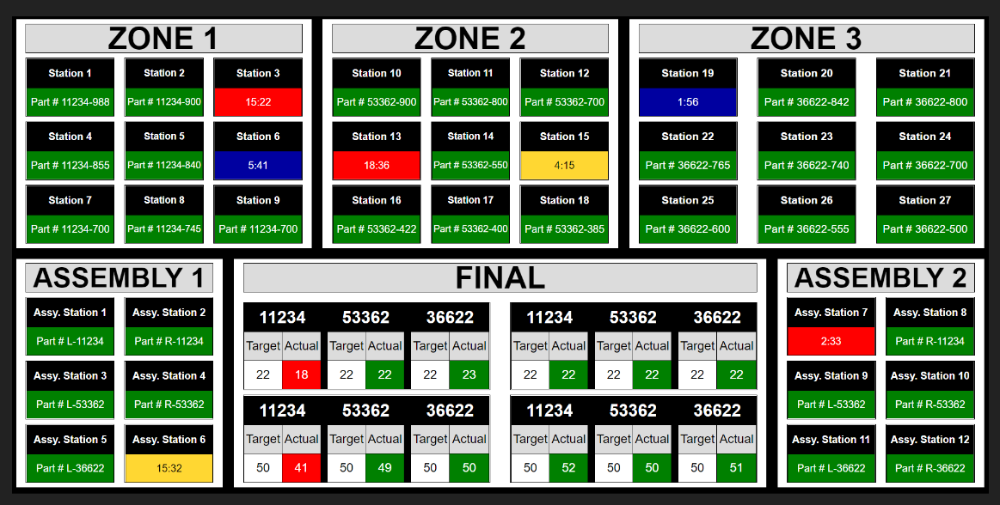 ZONE 1
Station 1 Station 2 Station 3
Part # 11234-988 Part # 11234-900 15:22
Station 4 Station 5 Station 6
Part # 11234-855 Part # 11234-840 5:41
Station 7 Station 8 Station 9
Part # 11234-700 Part # 11234-745 Part # 11234-700
ZONE 2
Station 10 Station 11 Station 12
Part # 53362-900 Part # 53362-800 Part # 53362-700
Station 13 Station 14 Station 15
18:36 Part # 53362-550 4:15
Station 16 Station 17 Station 18
Part # 53362-422 Part # 53362-400 Part # 53362-385
ZONE 3
Station 19 Station 20 Station 21
1:56 Part # 36622-842 Part # 36622-800
Station 22 Station 23 Station 24
Part # 36622-765 Part # 36622-740 Part # 36622-700
Station 25 Station 26 Station 27
Part # 36622-600 Part # 36622-555 Part # 36622-500
ASSEMBLY 1
Assy. Station 1 Assy. Station 2
Part # L-11234 Part # R-11234
Assy. Station 3 Assy. Station 4
Part # L-53362 Part # R-53362
Assy. Station 5 Assy. Station 6
Part # L-36622 15:32
FINAL
11234 53362 36622 11234 53362 36622
Target Actual Target Actual Target Actual Target Actual Target Actual Target Actual
22 18 22 22 22 23 22 22 22 22 22 22
11234 53362 36622 11234 53362 36622
Target Actual Target Actual Target Actual Target Actual Target Actual Target Actual
50 41 50 49 50 50 50 52 50 50 50 51
ASSEMBLY 2
Assy. Station 7 Assy. Station 8
2:33 Part # R-11234
Assy. Station 9 Assy. Station 10
Part # L-53362 Part # R-53362
Assy. Station 11 Assy. Station 12
Part # L-36622 Part # R-36622